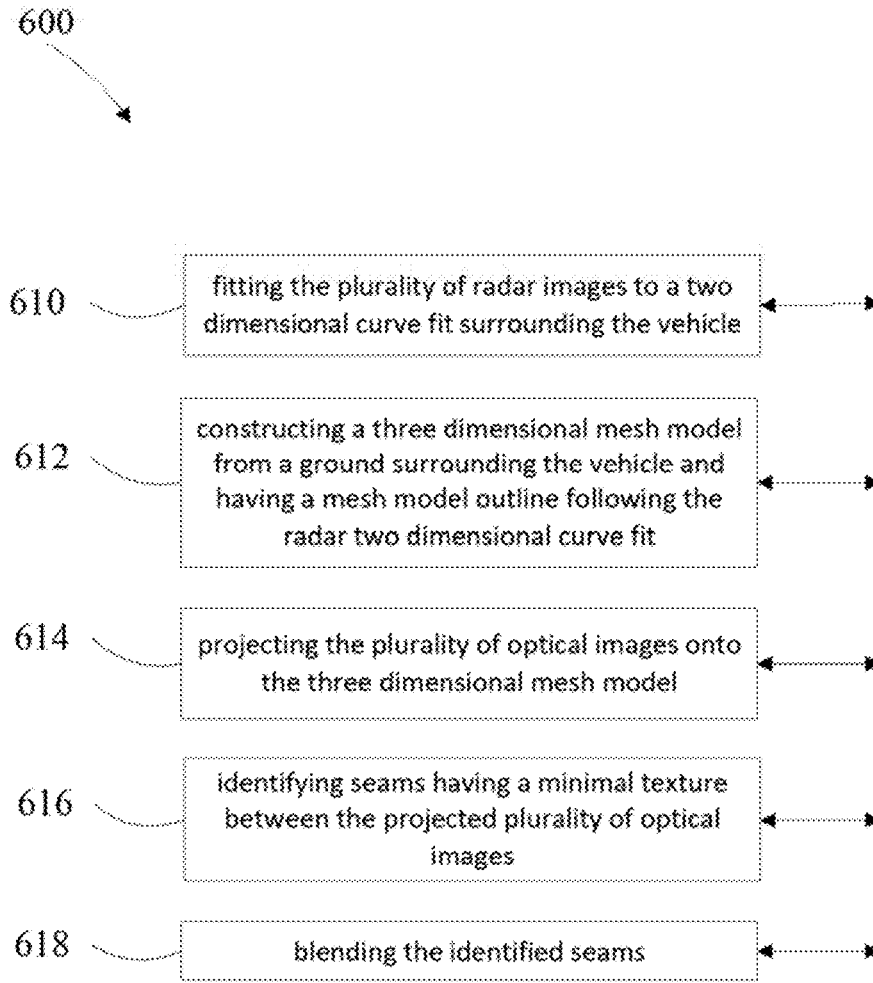 600
610
fitting the plurality of radar images to a two
dimensional curve fit surrounding the vehicle
612
constructing a three dimensional mesh model
from a ground surrounding the vehicle and
having a mesh model outline following the
radar two dimensional curve fit
614
projecting the plurality of optical images onto
the three dimensional mesh model
616
identifying seams having a minimal texture
between the projected plurality of optical
images
618
blending the identified seams